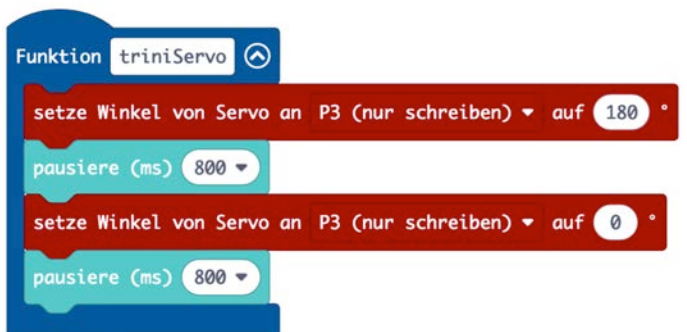 Funktion triniServo
setze Winkel von Servo an P3 (nur schreiben) auf 180 °
pausiere (ms) 800
setze Winkel von Servo an P3 (nur schreiben) auf 0 °
pausiere (ms) 800